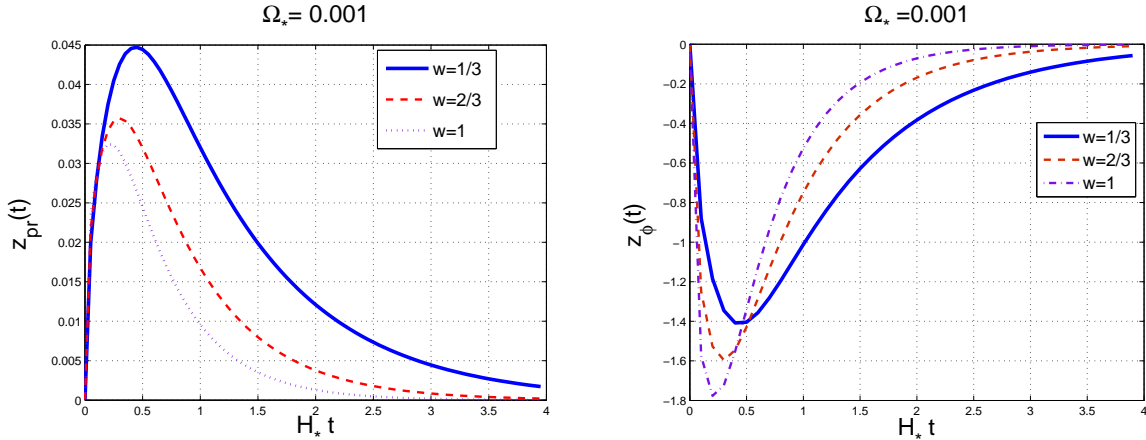 Ω* = 0.001
0.045
0.04
0.035
0.03
0.025
0.02
0.015
0.01
0.005
0
z_pr(t)
w=1/3
w=2/3
w=1
0 0.5 1 1.5 2 2.5 3 3.5 4
H* t
Ω* =0.001
0
-0.2
-0.4
-0.6
-0.8
-1
-1.2
-1.4
-1.6
-1.8
z_ϕ(t)
w=1/3
w=2/3
w=1
0 0.5 1 1.5 2 2.5 3 3.5 4
H* t